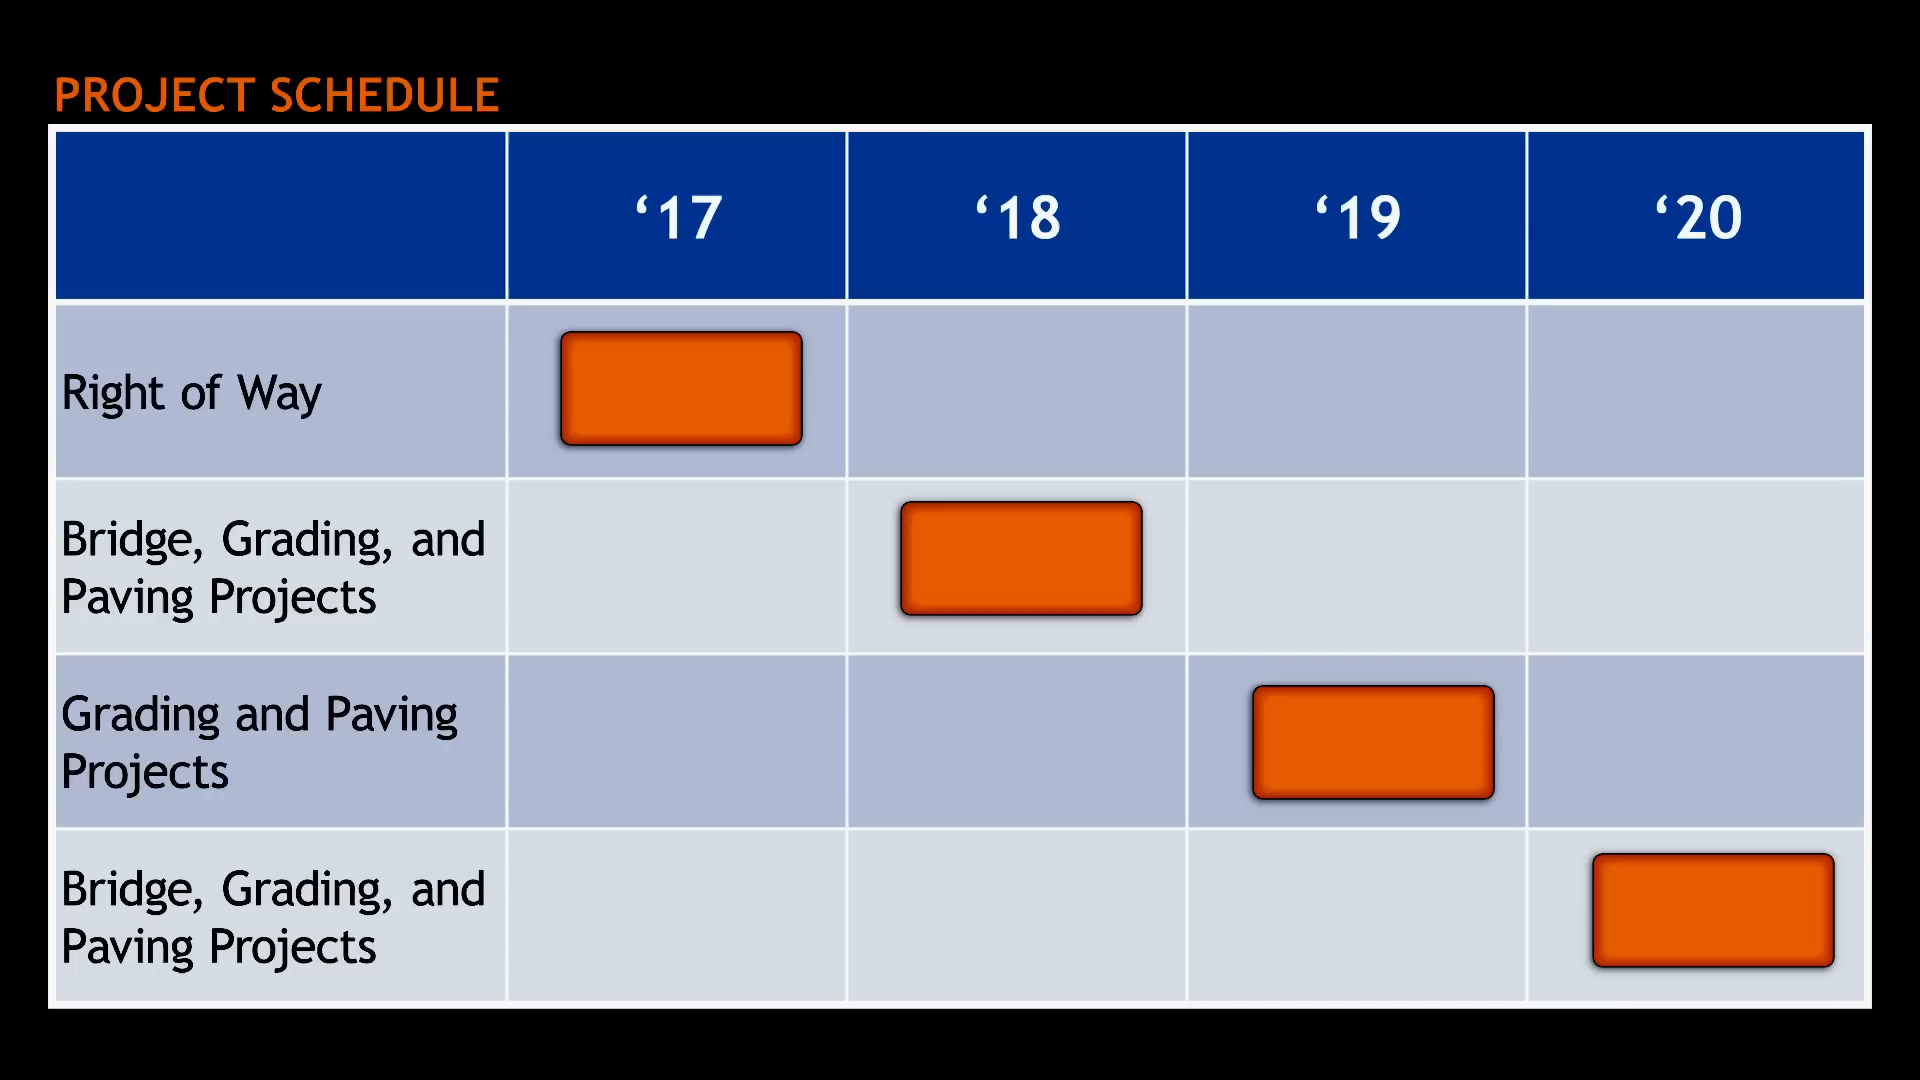 PROJECT SCHEDULE
‘17
‘18
‘19
‘20
Right of Way
Bridge, Grading, and
Paving Projects
Grading and Paving
Projects
Bridge, Grading, and
Paving Projects